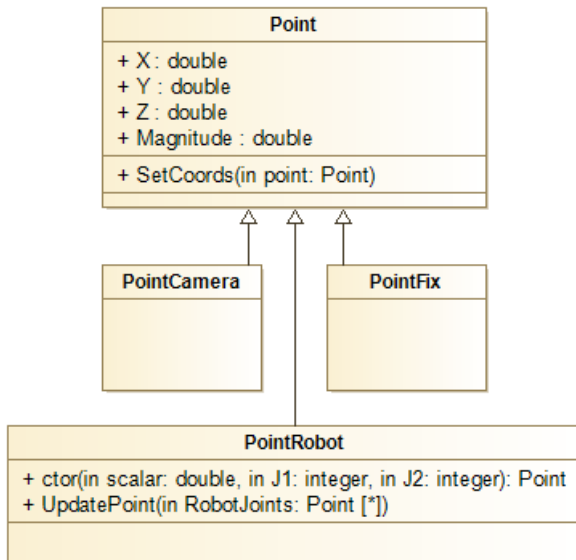 Point
+ X : double
+ Y : double
+ Z : double
+ Magnitude : double
+ SetCoords(in point: Point)
PointCamera
PointFix
PointRobot
+ ctor(in scalar: double, in J1: integer, in J2: integer): Point
+ UpdatePoint(in RobotJoints: Point [*])